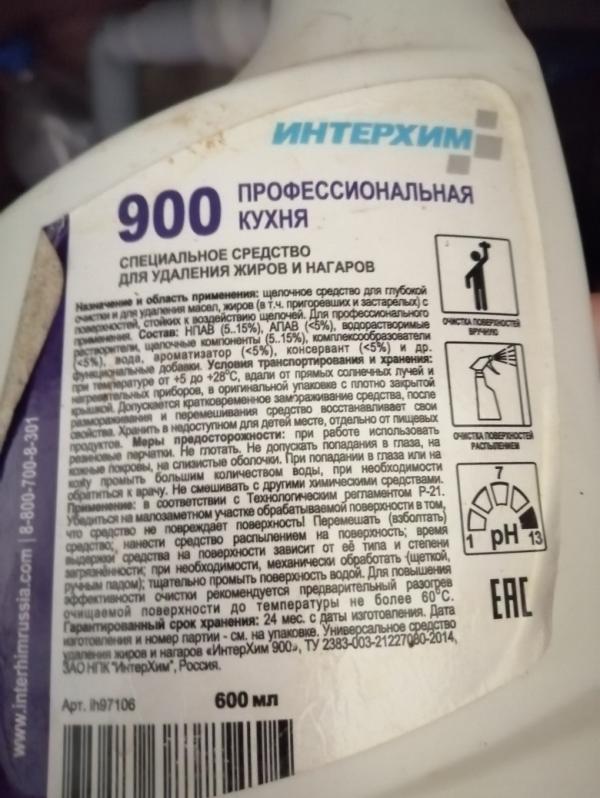 ИНТЕРХИМ
900 ПРОФЕССИОНАЛЬНАЯ
КУХНЯ
СПЕЦИАЛЬНОЕ СРЕДСТВО
ДЛЯ УДАЛЕНИЯ ЖИРОВ И НАГАРОВ
Назначение и область применения: щелочное средство для глубокой
очистки и для удаления масел, жиров (в т.ч. пригоревших и застарелых) с
поверхностей, стойких к воздействию щелочей. Для профессионального
применения. Состав: НПАВ (5..15%), АПАВ (<5%), водорастворимые
растворители, щелочные компоненты (5..15%), комплексообразователи
(<5%), вода, ароматизатор (<5%), консервант (<5%) и др.
функциональные добавки. Условия транспортирования и хранения:
при температуре от +5 до +28°С, вдали от прямых солнечных лучей и
нагревательных приборов, в оригинальной упаковке с плотно закрытой
крышкой. Допускается кратковременное замораживание средства, после
размораживания и перемешивания средство восстанавливает свои
свойства. Хранить в недоступном для детей месте, отдельно от пищевых
продуктов. Меры предосторожности: при работе использовать
резиновые перчатки. Не глотать. Не допускать попадания в глаза, на
кожные покровы, на слизистые оболочки. При попадании в глаза или на
кожу промыть большим количеством воды, при необходимости
обратиться к врачу. Не смешивать с другими химическими средствами.
Применение: в соответствии с Технологическим регламентом Р-21.
Убедиться на малозаметном участке обрабатываемой поверхности в том,
что средство не повреждает поверхность! Перемешать (взболтать)
средство; нанести средство распылением на поверхность; время
выдержки средства на поверхности зависит от её типа и степени
загрязнённости; при необходимости, механически обработать (щеткой,
ручным падом); тщательно промыть поверхность водой. Для повышения
эффективности очистки рекомендуется предварительный разогрев
очищаемой поверхности до температуры не более 60°С.
Гарантированный срок хранения: 24 мес. с даты изготовления. Дата
изготовления и номер партии - см. на упаковке. Универсальное средство
удаления жиров и нагаров «ИнтерХим 900», ТУ 2383-003-21227080-2014,
ЗАО НПК "ИнтерХим", Россия.
Арт. ih97106
600 мл
ОЧИСТКА ПОВЕРХНОСТЕЙ
ВРУЧНУЮ
ОЧИСТКА ПОВЕРХНОСТЕЙ
РАСПЫЛЕНИЕМ
7
1 pH 13
ЕАС
www.interhimrussia.com | 8-800-700-8-301